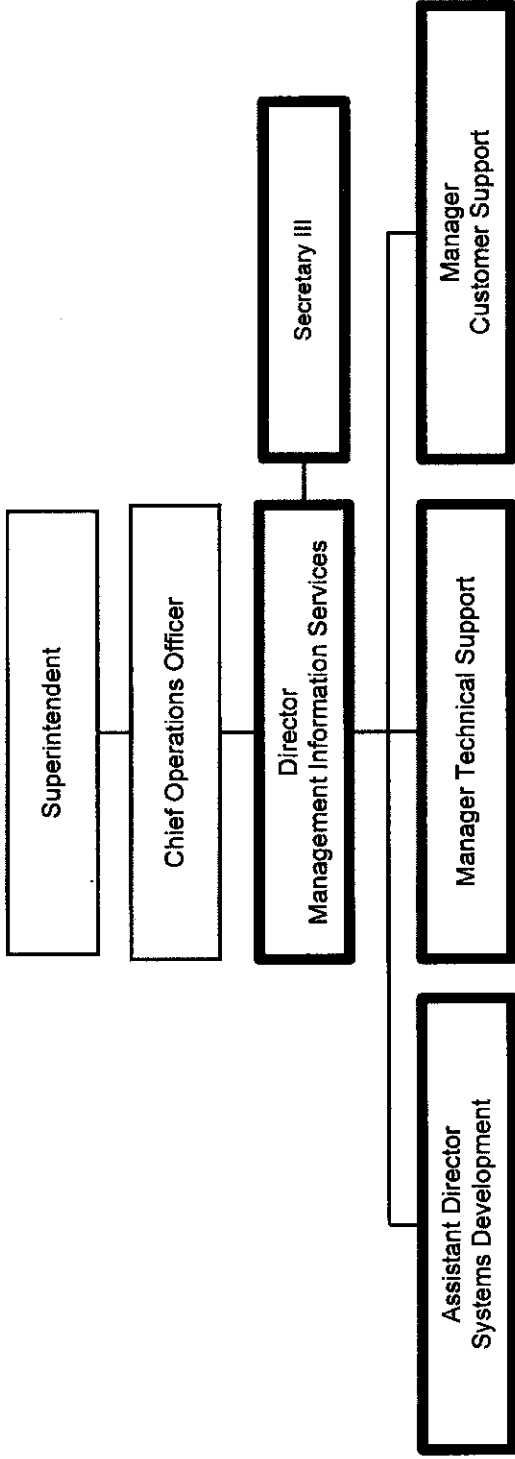 Superintendent
Chief Operations Officer
Director
Management Information Services
Secretary III
Assistant Director
Systems Development
Manager Technical Support
Manager
Customer Support